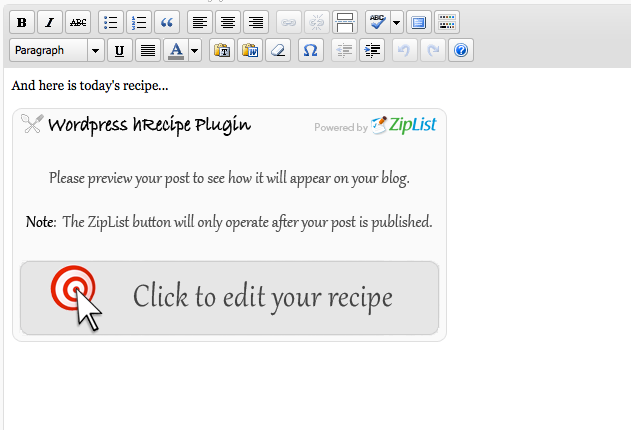 B I ABC “ ABC
Paragraph U A T W Ω ?
And here is today's recipe...
Wordpress hRecipe Plugin Powered by ZipList
Please preview your post to see how it will appear on your blog.
Note: The ZipList button will only operate after your post is published.
Click to edit your recipe